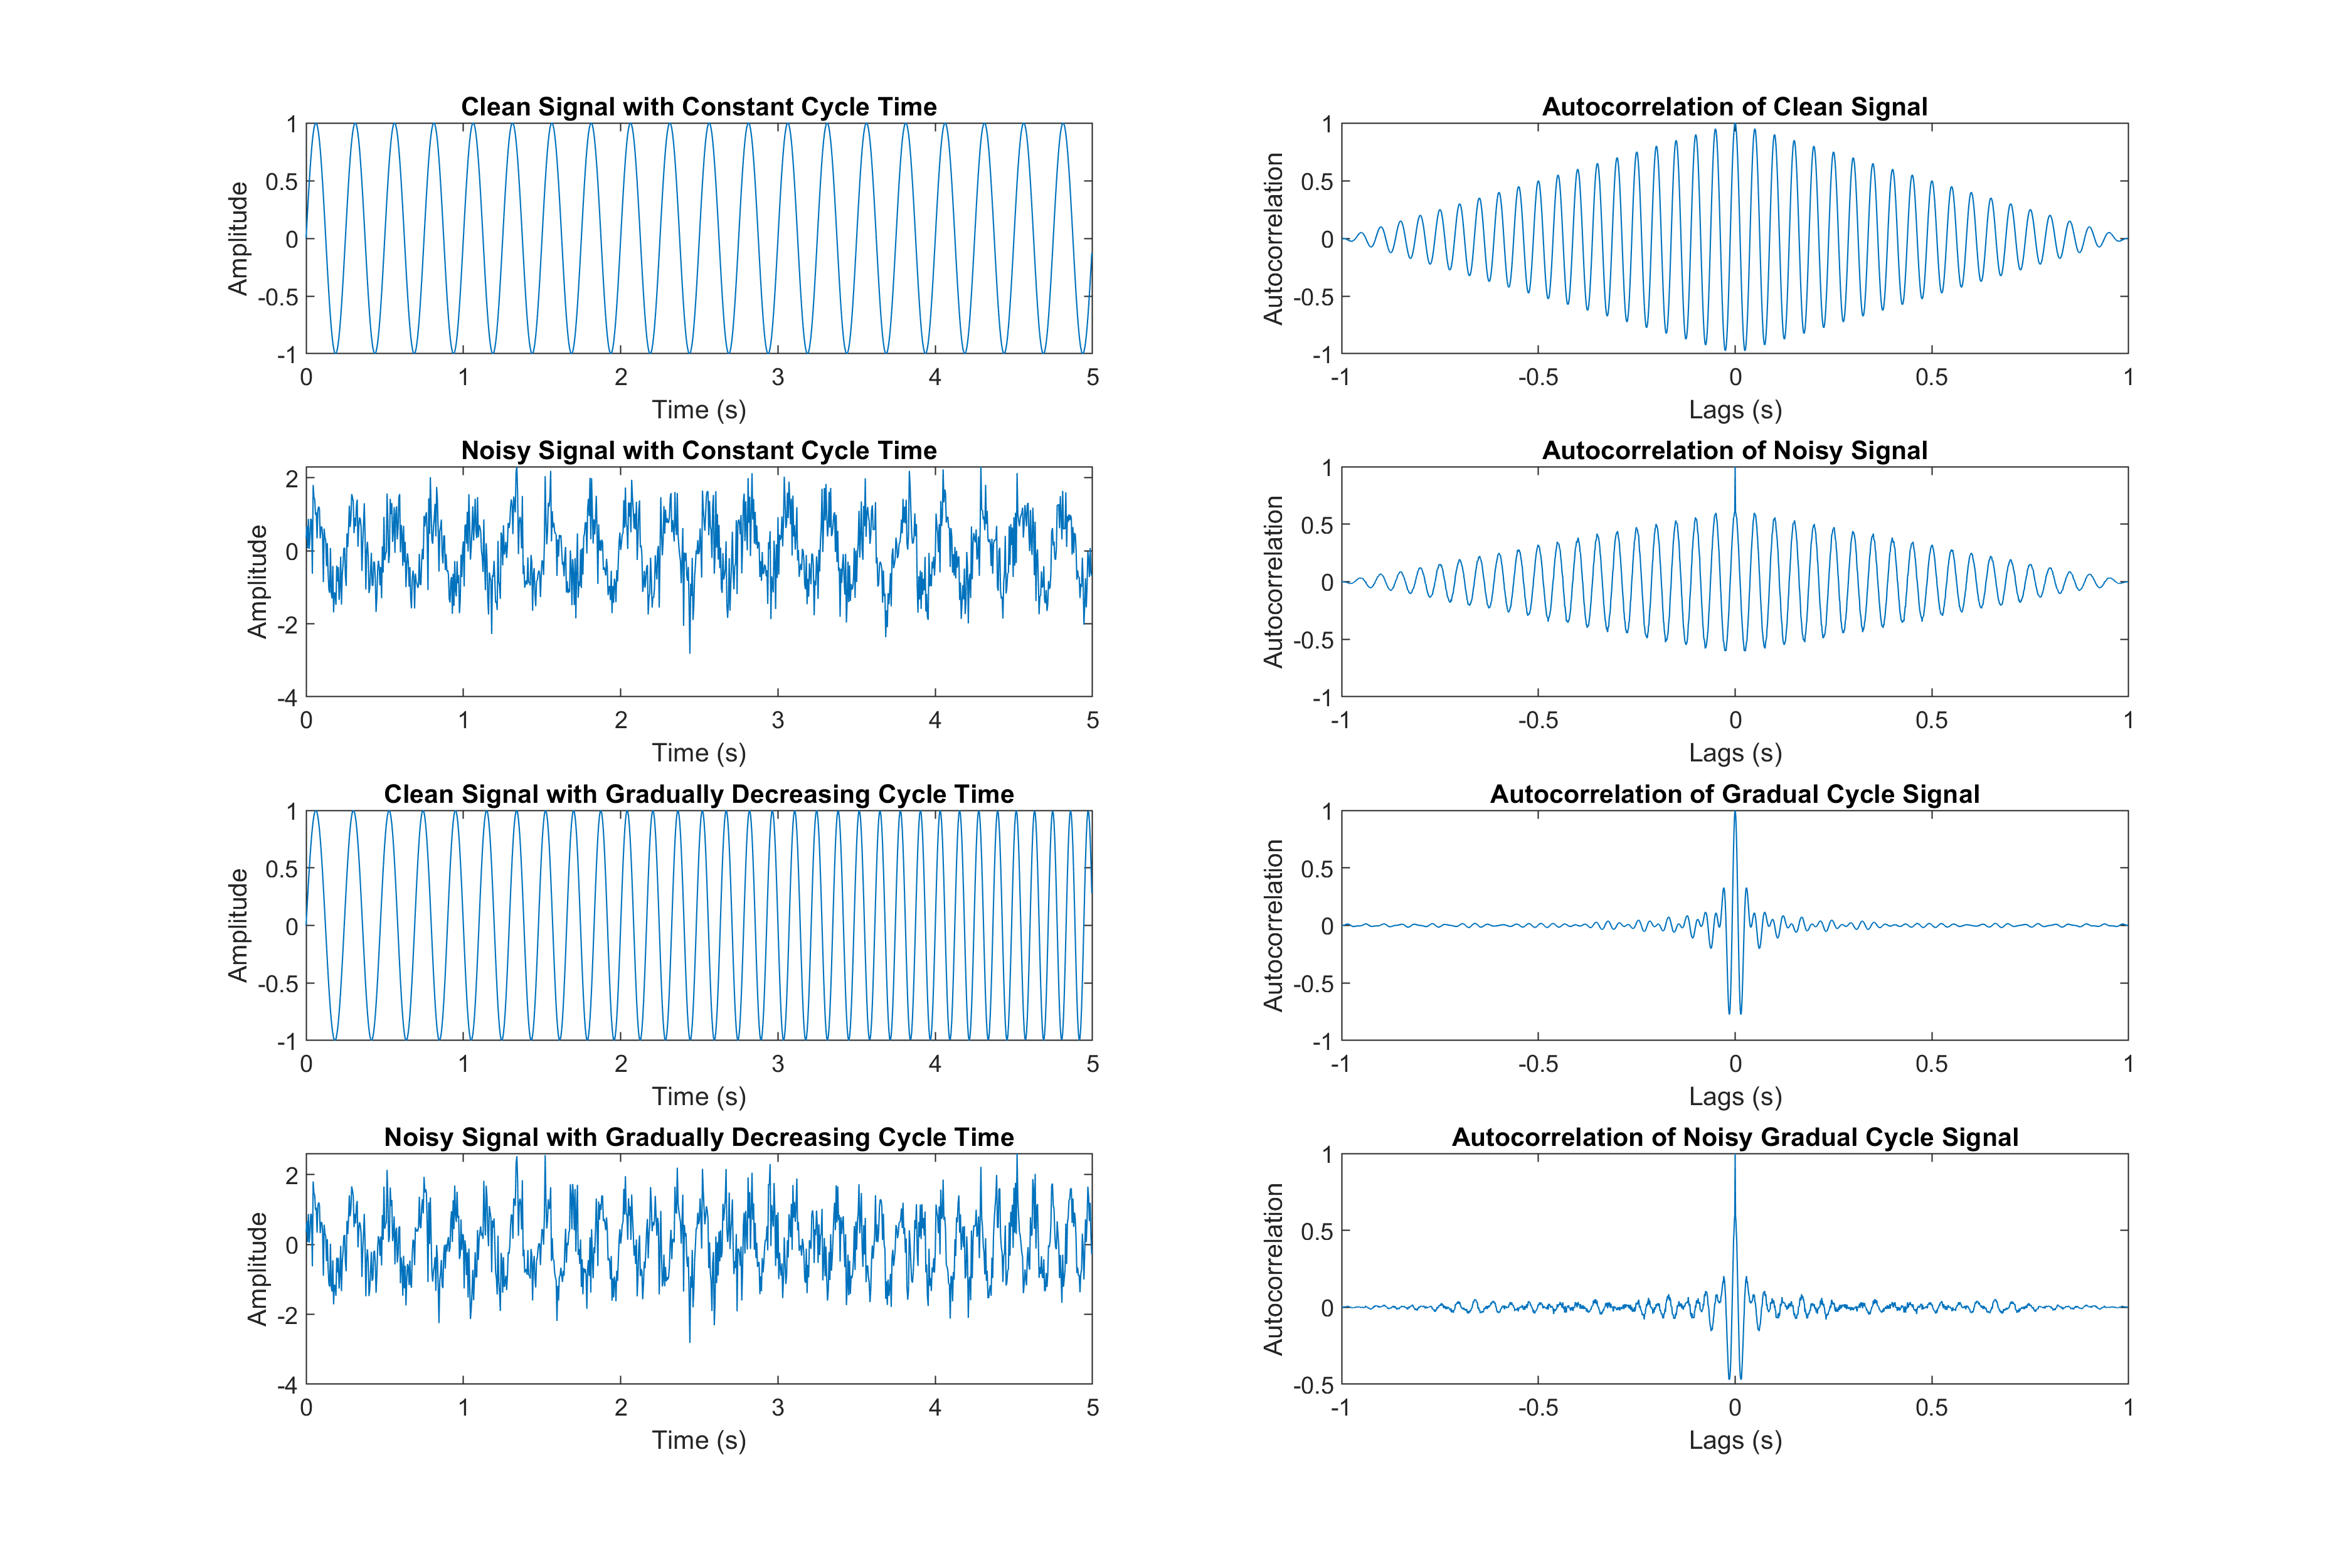 Clean Signal with Constant Cycle Time
1
0.5
0
-0.5
-1
Amplitude
0 1 2 3 4 5
Time (s)
Autocorrelation of Clean Signal
1
0.5
0
-0.5
-1
Autocorrelation
-1 -0.5 0 0.5 1
Lags (s)
Noisy Signal with Constant Cycle Time
2
0
-2
-4
Amplitude
0 1 2 3 4 5
Time (s)
Autocorrelation of Noisy Signal
1
0.5
0
-0.5
-1
Autocorrelation
-1 -0.5 0 0.5 1
Lags (s)
Clean Signal with Gradually Decreasing Cycle Time
1
0.5
0
-0.5
-1
Amplitude
0 1 2 3 4 5
Time (s)
Autocorrelation of Gradual Cycle Signal
1
0.5
0
-0.5
-1
Autocorrelation
-1 -0.5 0 0.5 1
Lags (s)
Noisy Signal with Gradually Decreasing Cycle Time
2
0
-2
-4
Amplitude
0 1 2 3 4 5
Time (s)
Autocorrelation of Noisy Gradual Cycle Signal
1
0.5
0
-0.5
Autocorrelation
-1 -0.5 0 0.5 1
Lags (s)